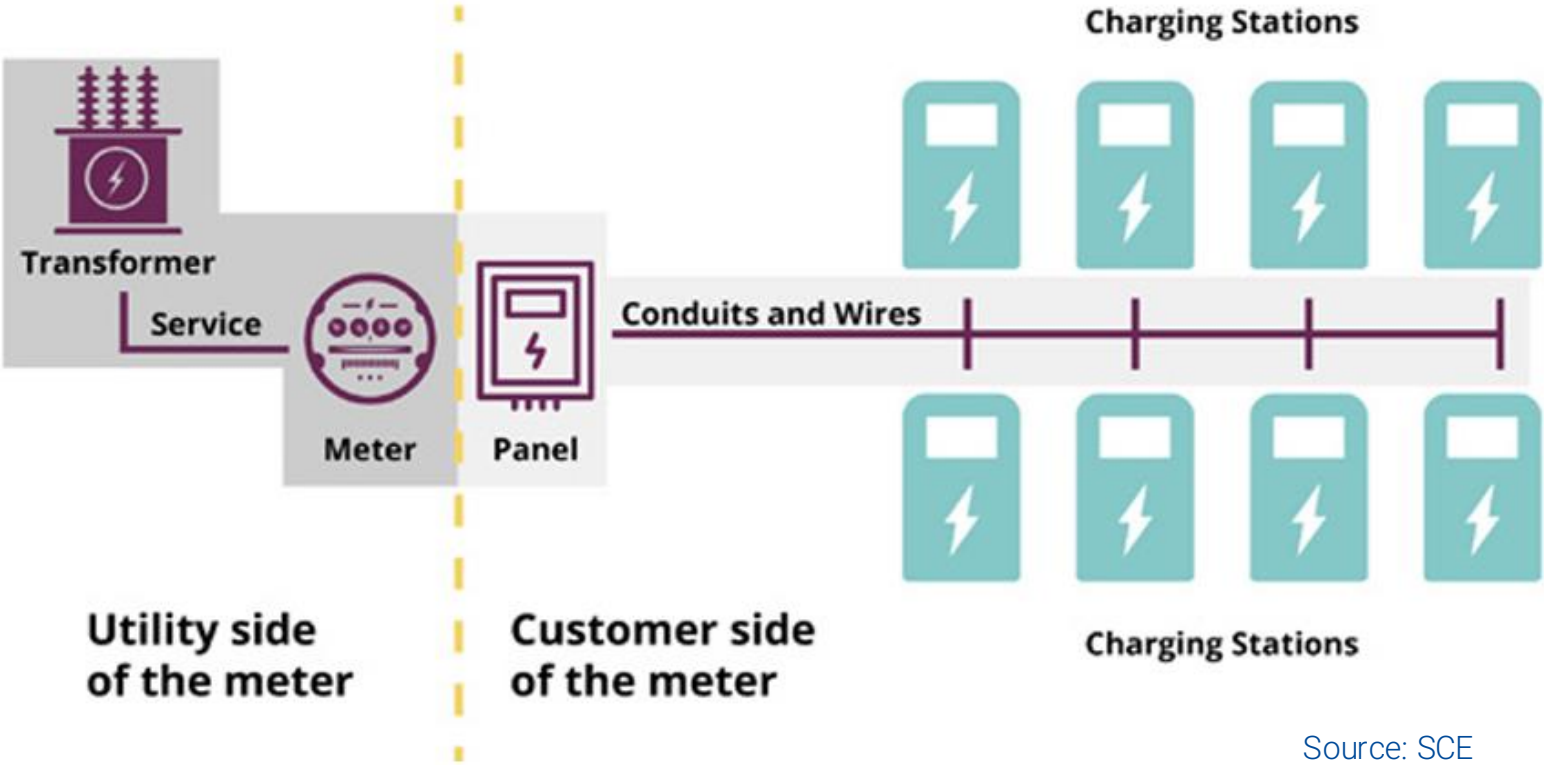 Charging Stations
Transformer
Service
Conduits and Wires
Meter
Panel
Utility side
of the meter
Customer side
of the meter
Charging Stations
Source: SCE